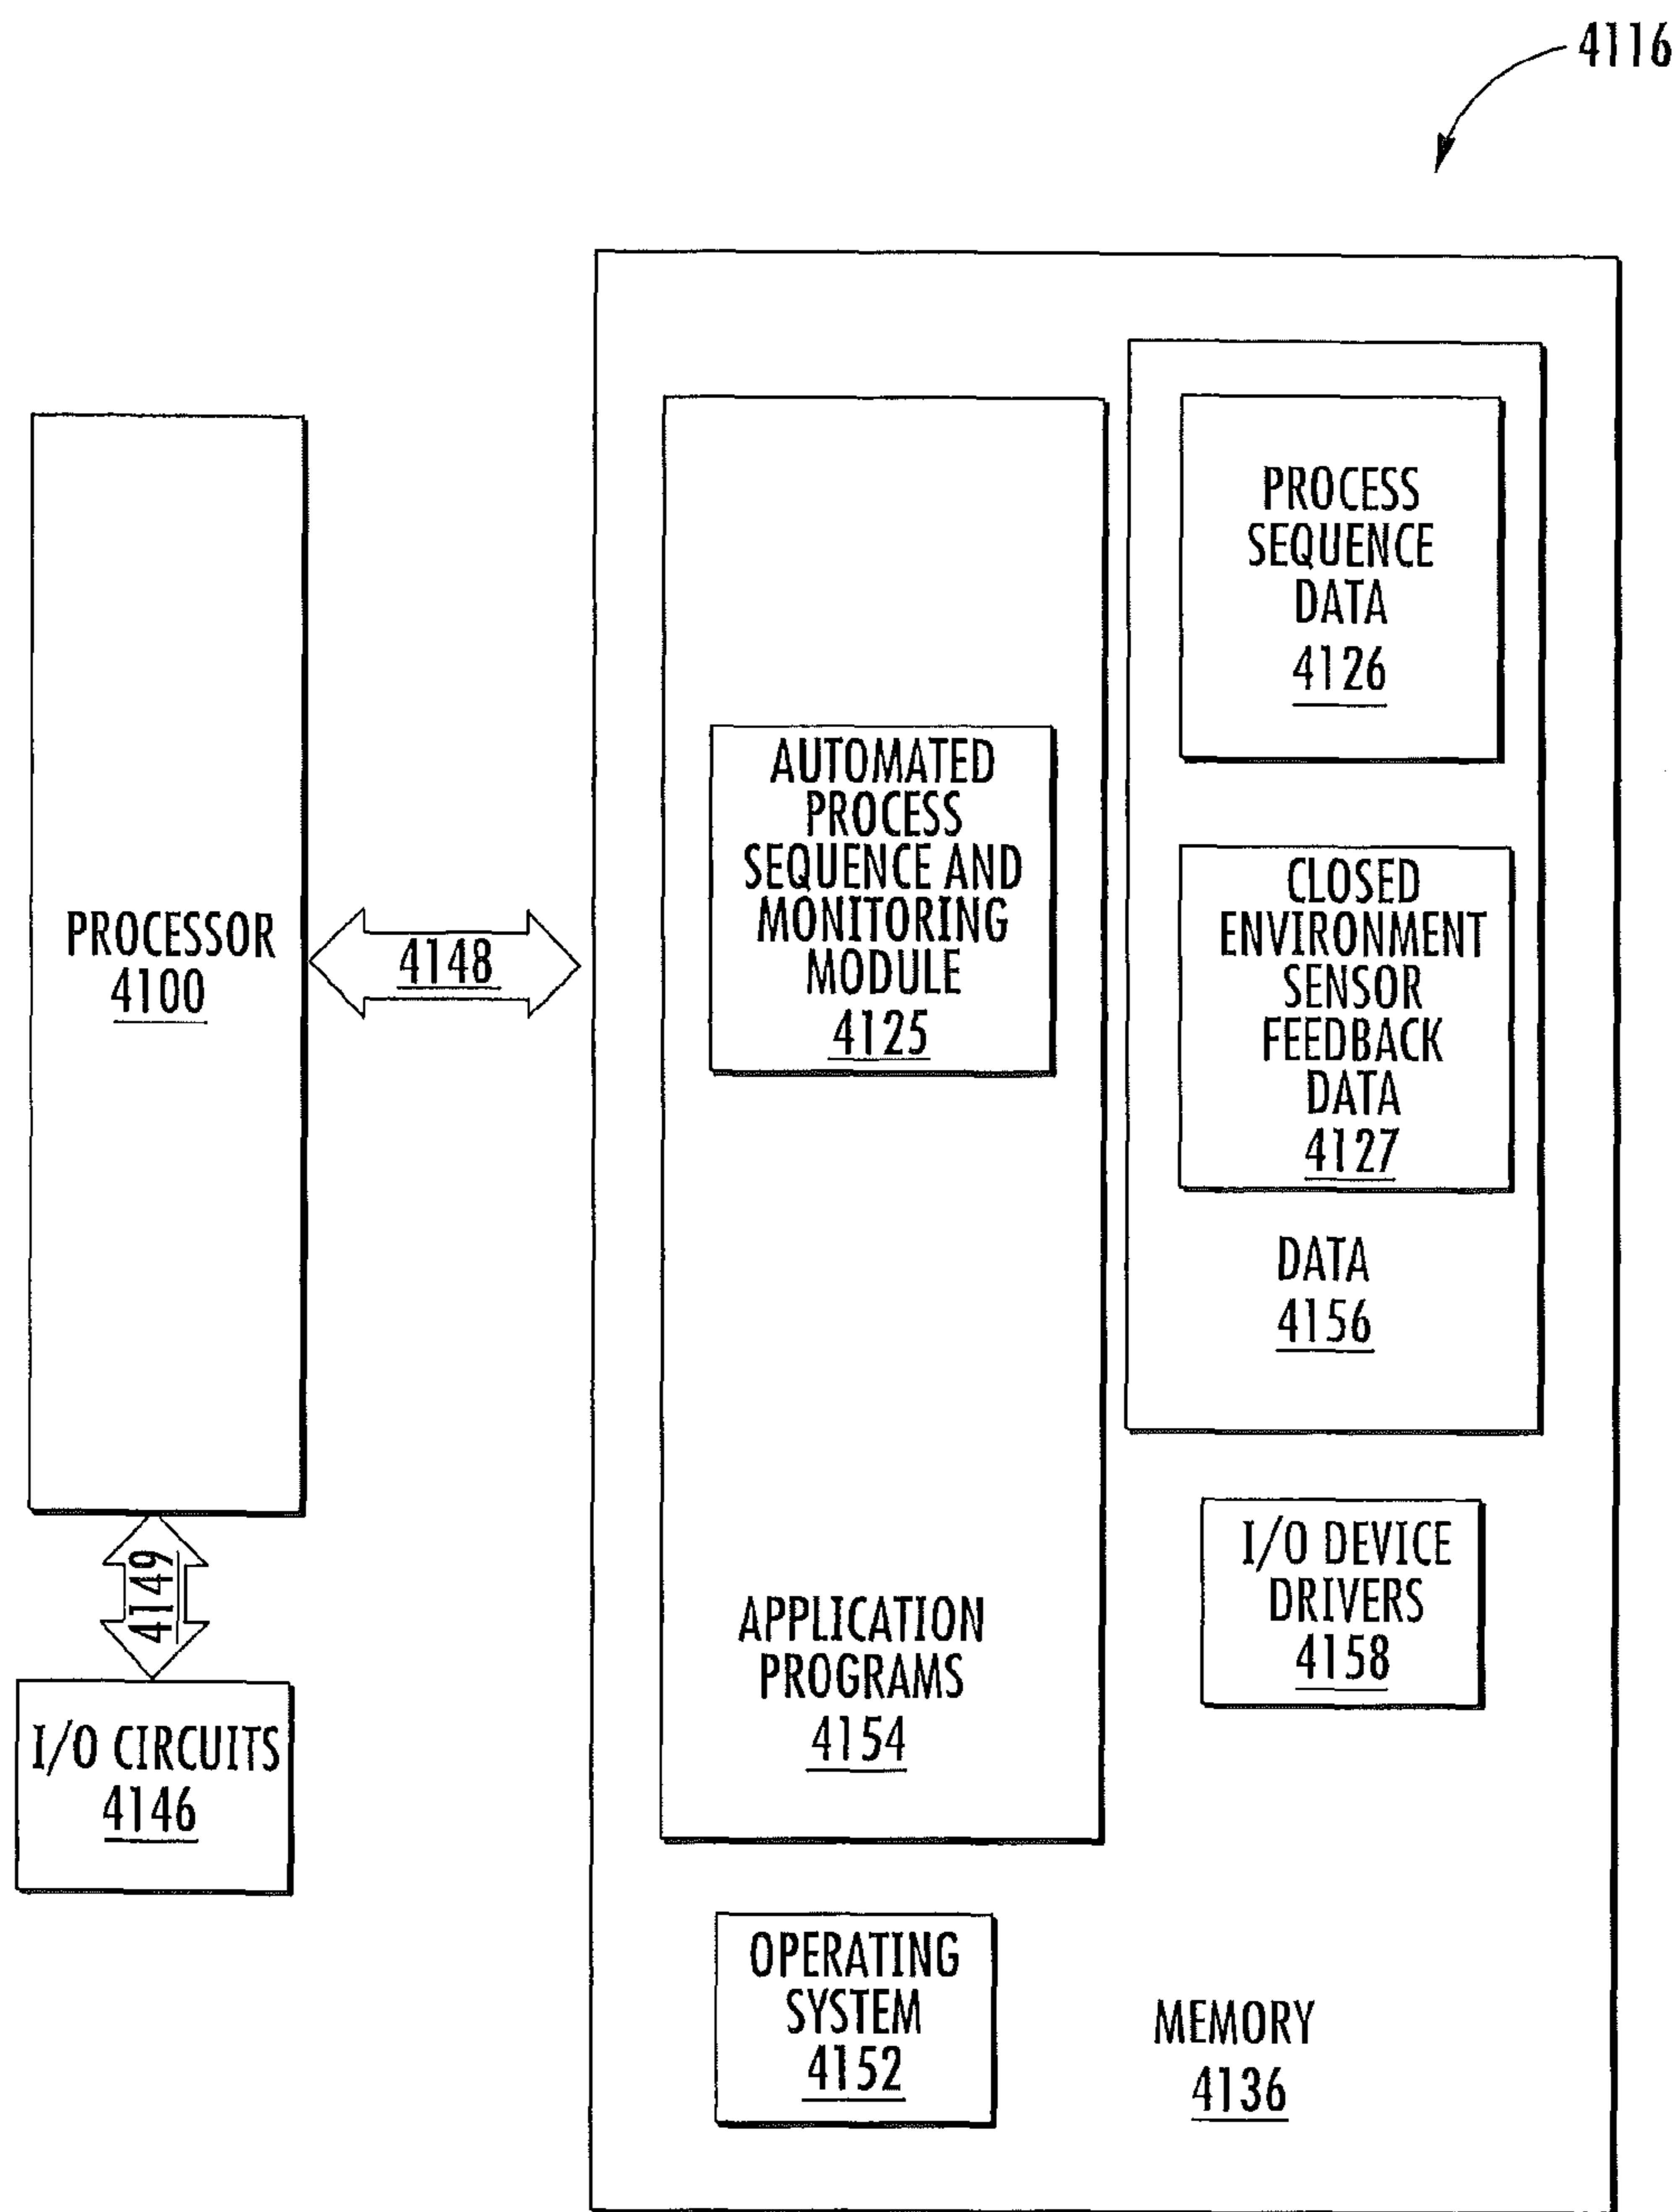 4116
PROCESSOR
4100
4148
4149
I/O CIRCUITS
4146
AUTOMATED
PROCESS
SEQUENCE AND
MONITORING
MODULE
4125
APPLICATION
PROGRAMS
4154
PROCESS
SEQUENCE
DATA
4126
CLOSED
ENVIRONMENT
SENSOR
FEEDBACK
DATA
4127
DATA
4156
I/O DEVICE
DRIVERS
4158
OPERATING
SYSTEM
4152
MEMORY
4136